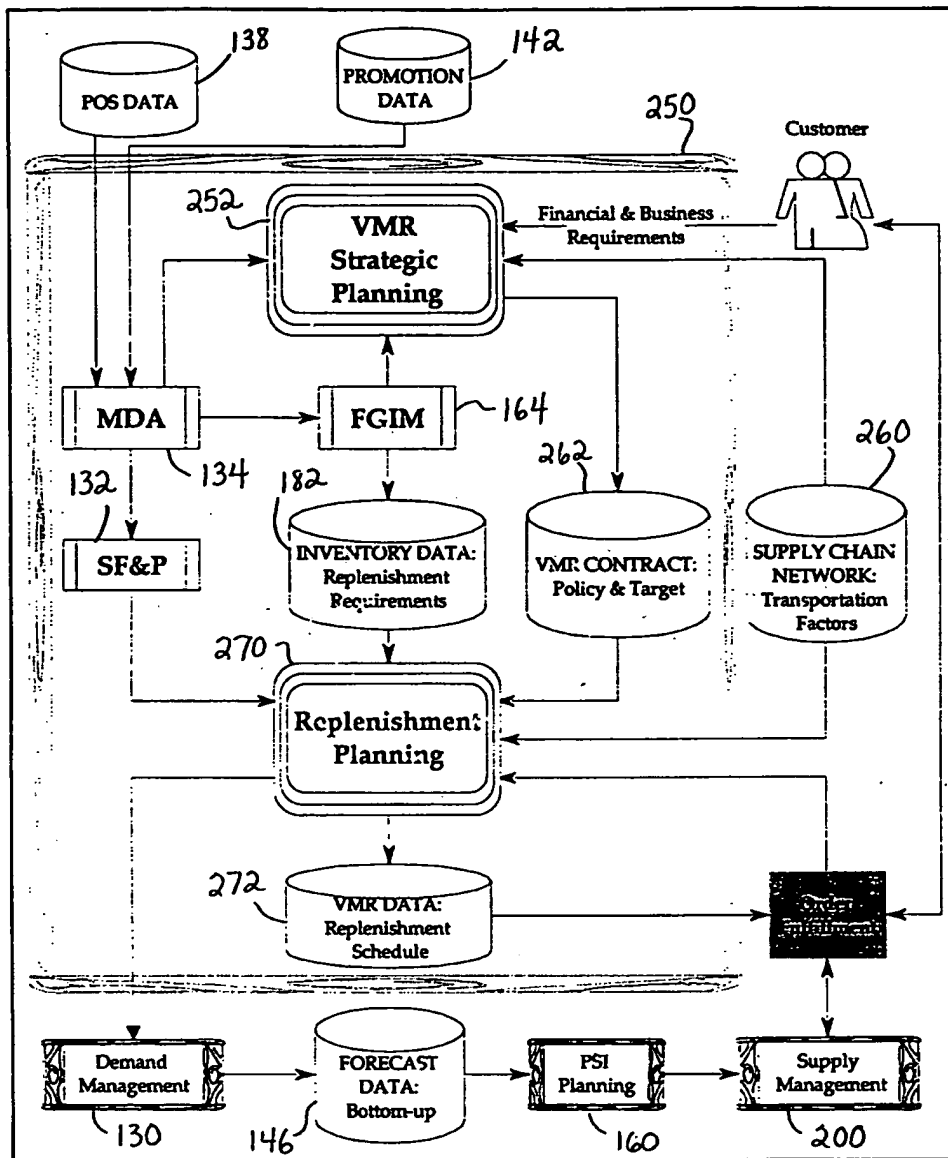 138
142
POS DATA
PROMOTION
DATA
250
Customer
252
VMR
Strategic
Planning
Financial & Business
Requirements
MDA
FGIM
164
134
132
182
262
260
SF&P
INVENTORY DATA:
Replenishment
Requirements
VMR CONTRACT:
Policy & Target
SUPPLY CHAIN
NETWORK:
Transportation
Factors
270
Replenishment
Planning
272
VMR DATA:
Replenishment
Schedule
Order
Fulfillment
Demand
Management
FORECAST
DATA:
Bottom-up
PSI
Planning
Supply
Management
130
146
160
200